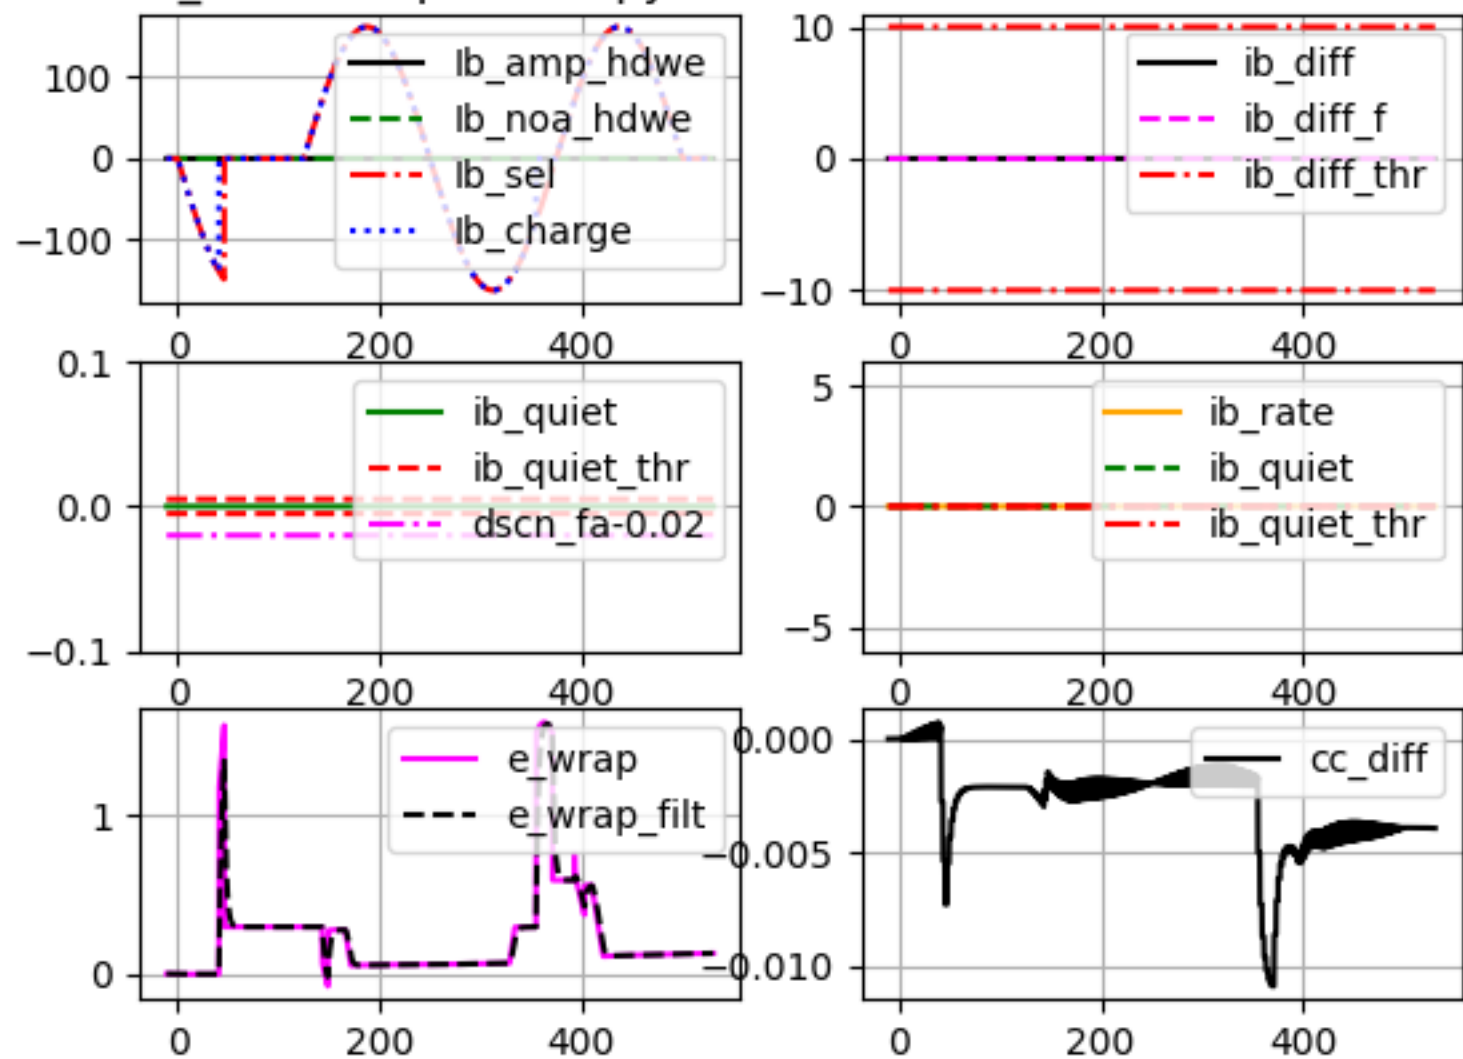 100
0
−100
0
200
400
Ib_amp_hdwe
Ib_noa_hdwe
Ib_sel
Ib_charge
10
0
−10
0
200
400
ib_diff
ib_diff_f
ib_diff_thr
0.1
0.0
−0.1
0
200
400
ib_quiet
ib_quiet_thr
dscn_fa-0.02
5
0
−5
0
200
400
ib_rate
ib_quiet
ib_quiet_thr
1
0
0
200
400
e_wrap
e_wrap_filt
0.000
−0.005
−0.010
0
200
400
cc_diff